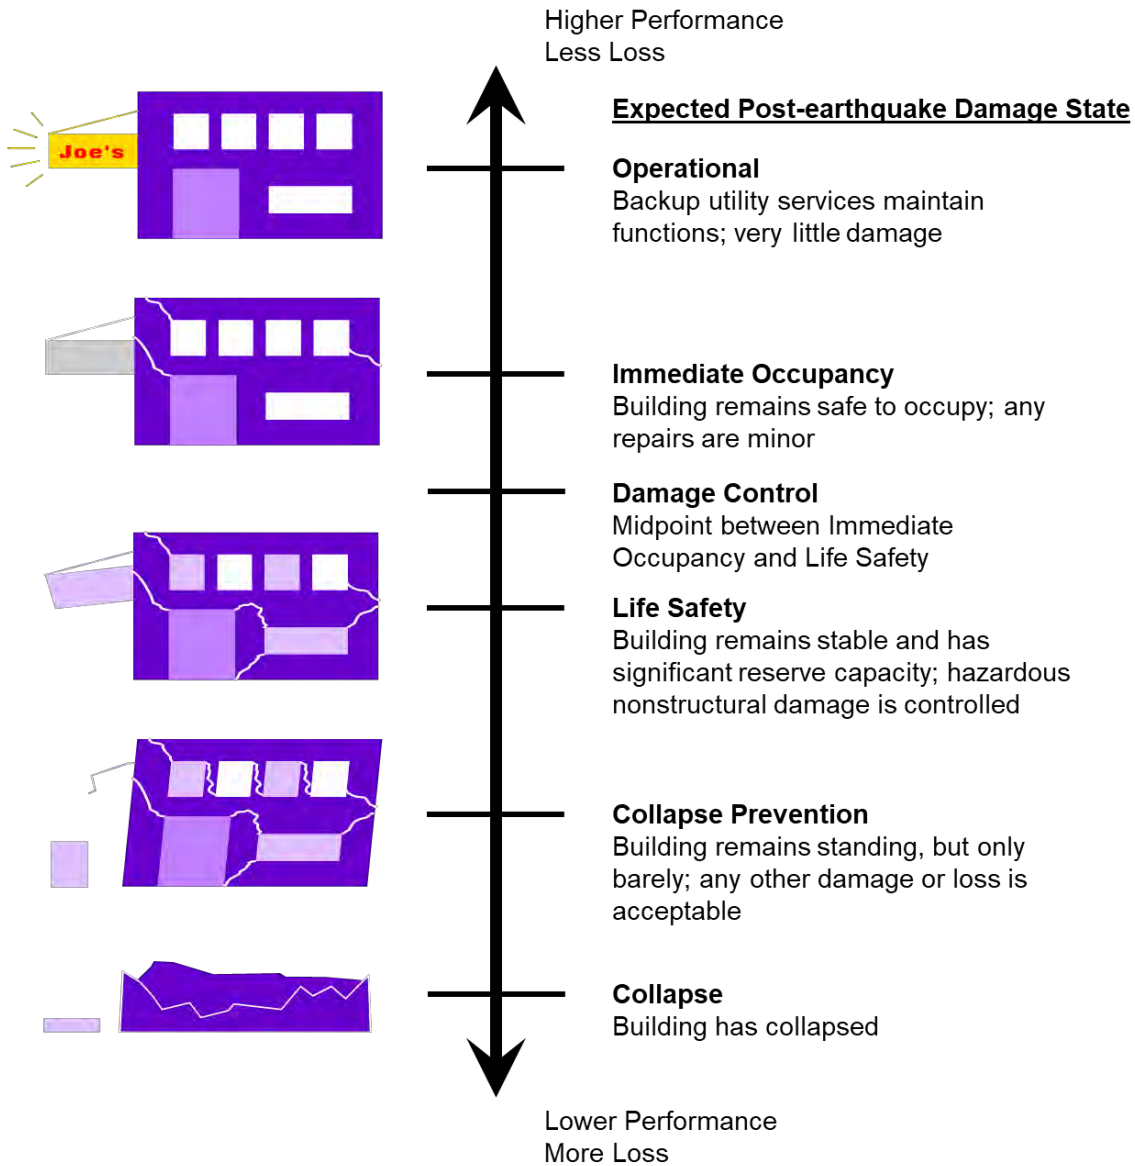 Higher Performance
Less Loss
Expected Post-earthquake Damage State
Joe's
Operational
Backup utility services maintain
functions; very little damage
Immediate Occupancy
Building remains safe to occupy; any
repairs are minor
Damage Control
Midpoint between Immediate
Occupancy and Life Safety
Life Safety
Building remains stable and has
significant reserve capacity; hazardous
nonstructural damage is controlled
Collapse Prevention
Building remains standing, but only
barely; any other damage or loss is
acceptable
Collapse
Building has collapsed
Lower Performance
More Loss